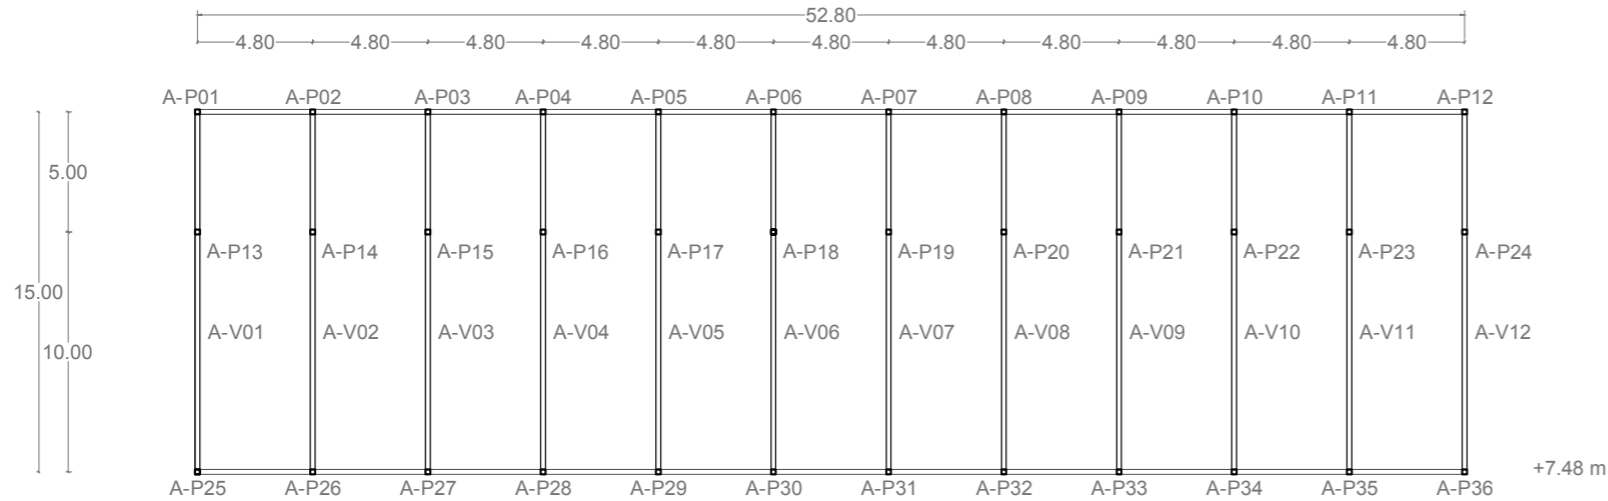 52.80
4.80 4.80 4.80 4.80 4.80 4.80 4.80 4.80 4.80 4.80 4.80
A-P01 A-P02 A-P03 A-P04 A-P05 A-P06 A-P07 A-P08 A-P09 A-P10 A-P11 A-P12
5.00
A-P13 A-P14 A-P15 A-P16 A-P17 A-P18 A-P19 A-P20 A-P21 A-P22 A-P23 A-P24
15.00
A-V01 A-V02 A-V03 A-V04 A-V05 A-V06 A-V07 A-V08 A-V09 A-V10 A-V11 A-V12
10.00
+7.48 m
A-P25 A-P26 A-P27 A-P28 A-P29 A-P30 A-P31 A-P32 A-P33 A-P34 A-P35 A-P36